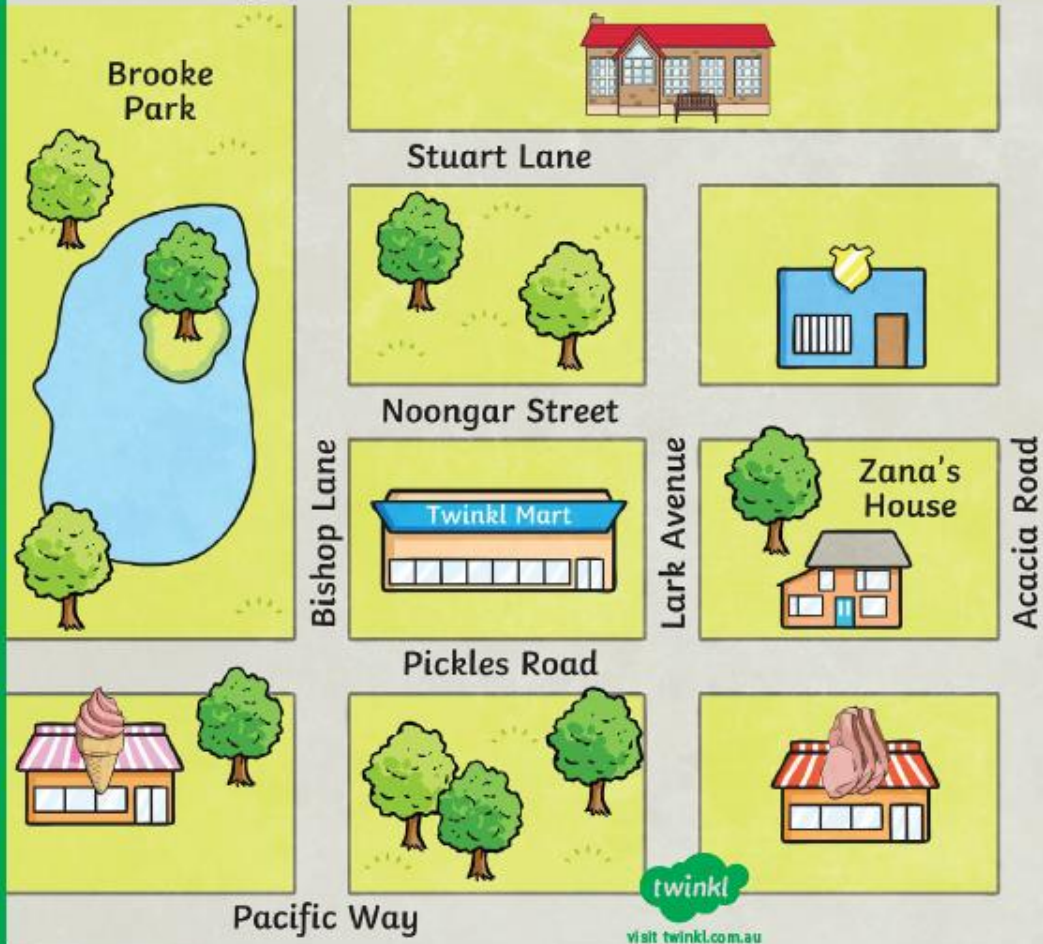 Brooke
Park
Stuart Lane
Noongar Street
Bishop Lane
Twinkl Mart
Lark Avenue
Zana's
House
Acacia Road
Pickles Road
twinkl
Pacific Way
visit twinkl.com.au